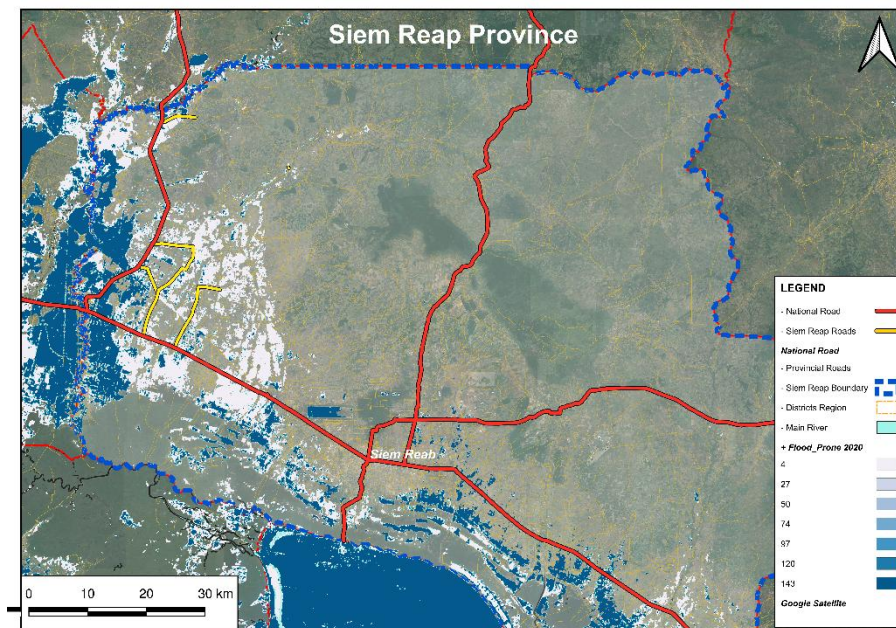 Siem Reap Province
LEGEND
- National Road
- Siem Reap Roads
National Road
- Provincial Roads
- Siem Reap Boundary
- Districts Region
- Main River
+ Flood_Prone 2020
4
27
50
74
97
120
143
Google Satellite
Siem Reab
0 10 20 30 km